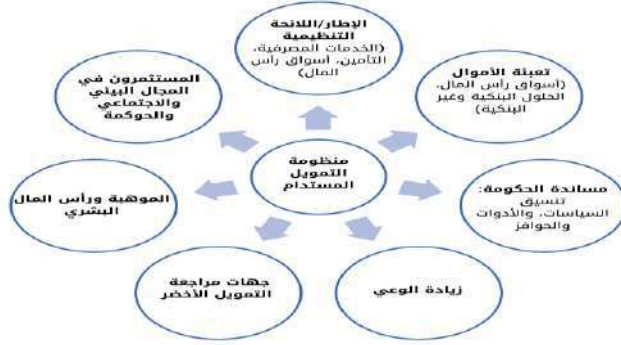 الإطار/اللائحة
التنظيمية
(الخدمات المصرفية،
التأمين، أسواق رأس
المال)
تعبئة الأموال
(أسواق رأس المال،
الحلول البنكية وغير
البنكية)
مساندة الحكومة:
تنسيق
السياسات، والأدوات
والحوافز
زيادة الوعي
جهات مراجعة
التمويل الأخضر
الموهبة ورأس المال
البشري
المستثمرون في
المجال البيئي
والاجتماعي
والحوكمة
منظومة
التمويل
المستدام